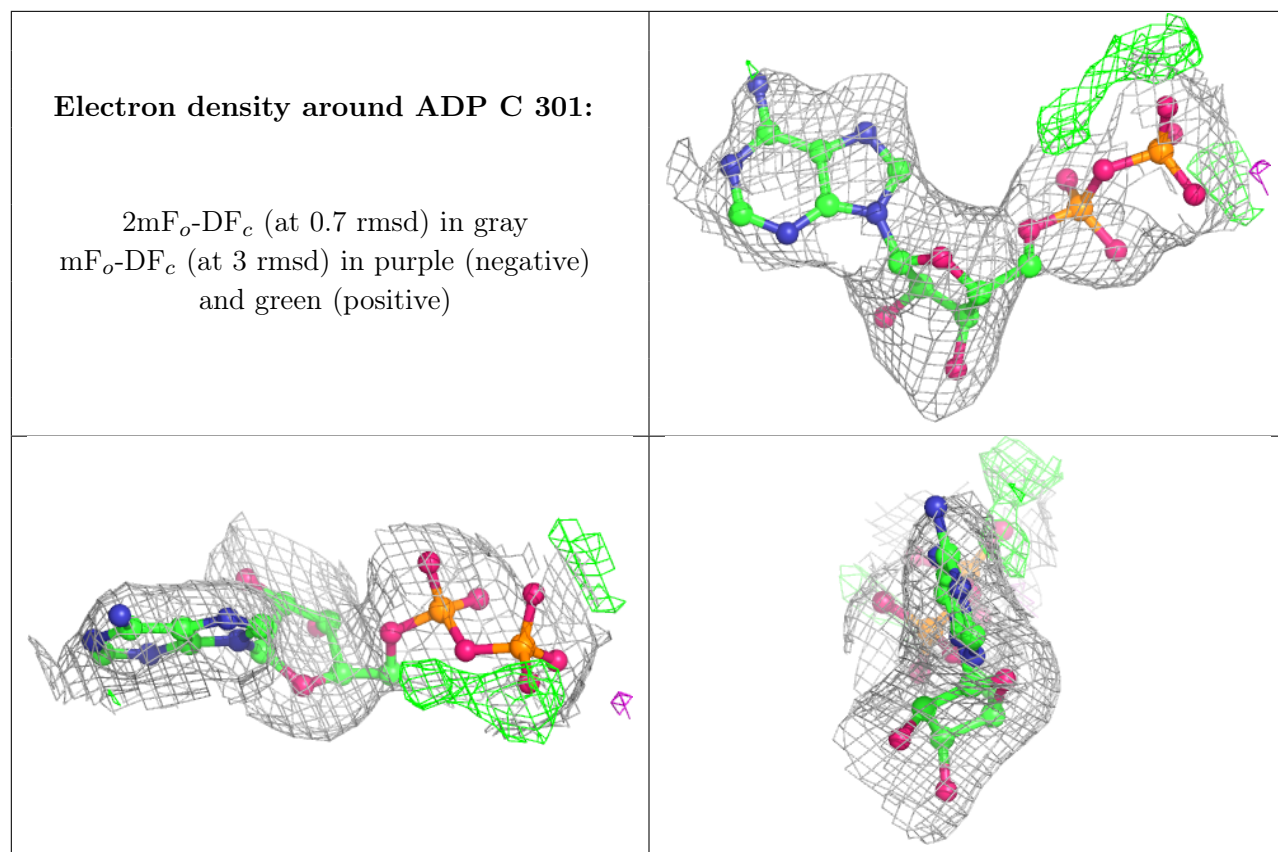 Electron density around ADP C 301:
2mFo-DFc (at 0.7 rmsd) in gray
mFo-DFc (at 3 rmsd) in purple (negative)
and green (positive)